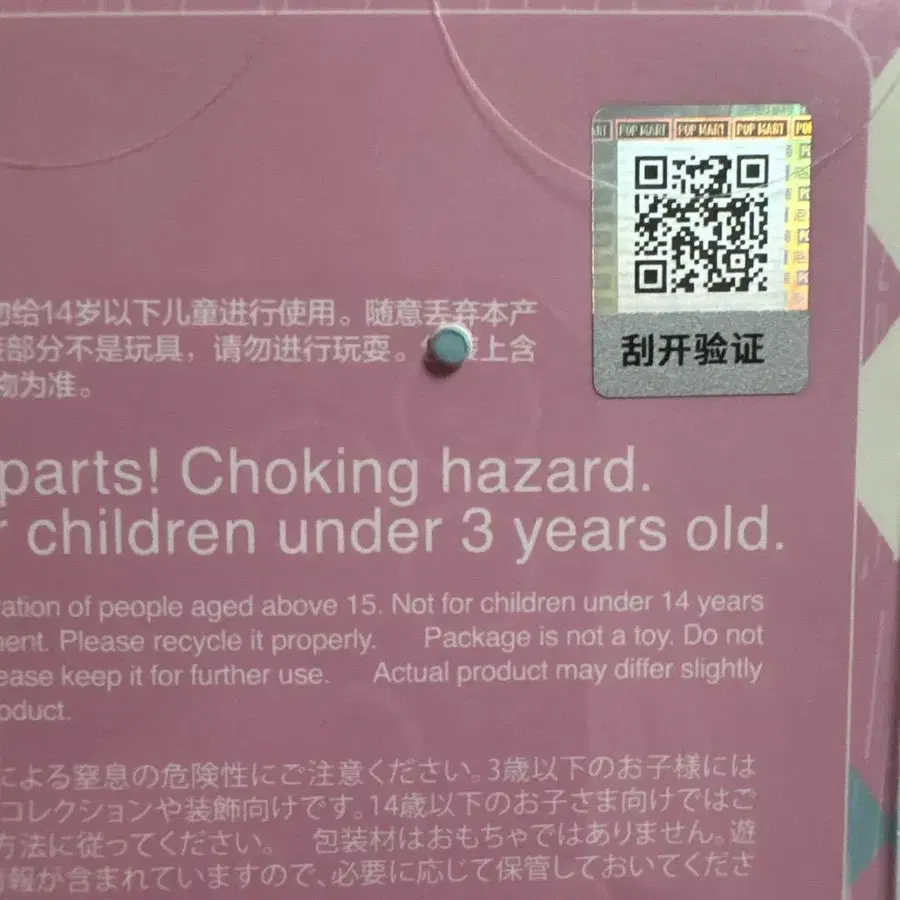 POP MART POP MART POP MART
刮开验证
给14岁以下儿童进行使用。随意丢弃本产
部分不是玩具，请勿进行玩耍。 上含
物为准。
parts! Choking hazard.
children under 3 years old.
ation of people aged above 15. Not for children under 14 years
ent. Please recycle it properly. Package is not a toy. Do not
ease keep it for further use. Actual product may differ slightly
oduct.
による窒息の危険性にご注意ください。3歳以下のお子様には
コレクションや装飾向けです。14歳以下のお子さま向けではご
方法に従ってください。 包装材はおもちゃではありません。遊
報が含まれていますので、必要に応じて保管しておいてくださ